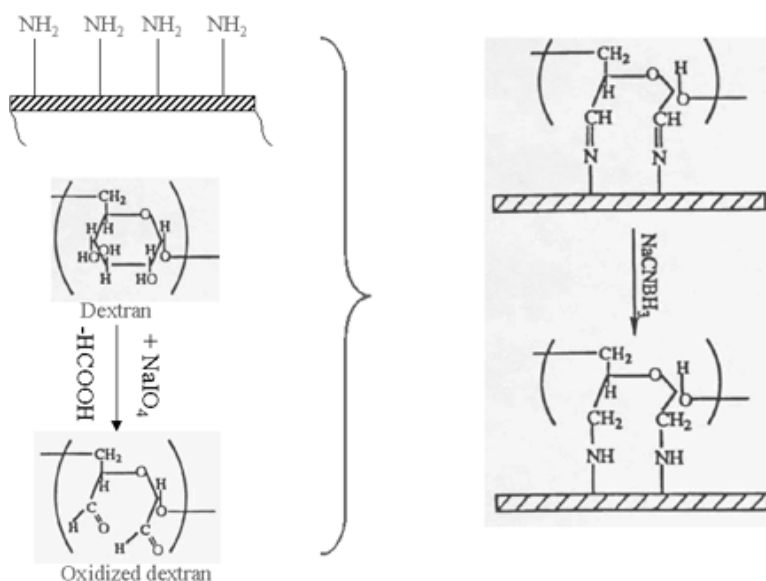 NH2 NH2 NH2 NH2
CH2
O H
H H
H
HO OH H
O
H HO
Dextran
-HCOOH
+ NaIO4
CH2
O
H H
O
C C
H O H O
Oxidized dextran
CH2 H
O
H O
CH CH
N N
NaCNBH3
CH2 H
O
H O
CH2 CH2
NH NH